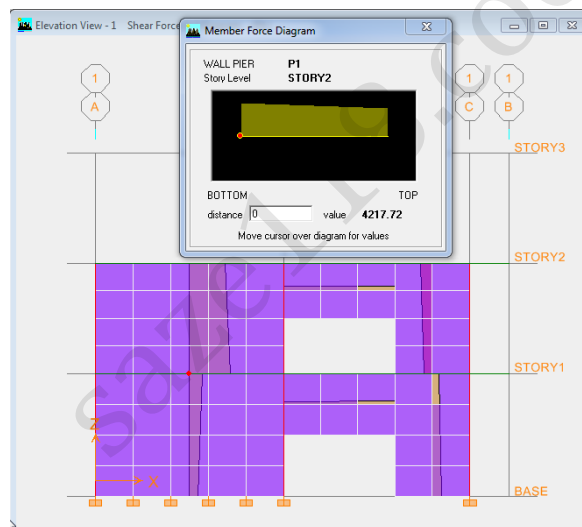 Elevation View - 1 Shear Force
Member Force Diagram
WALL PIER P1
Story Level STORY2
BOTTOM TOP
distance 0 value 4217.72
Move cursor over diagram for values
1 1 1
A C B
STORY3
STORY2
STORY1
Z
X
BASE